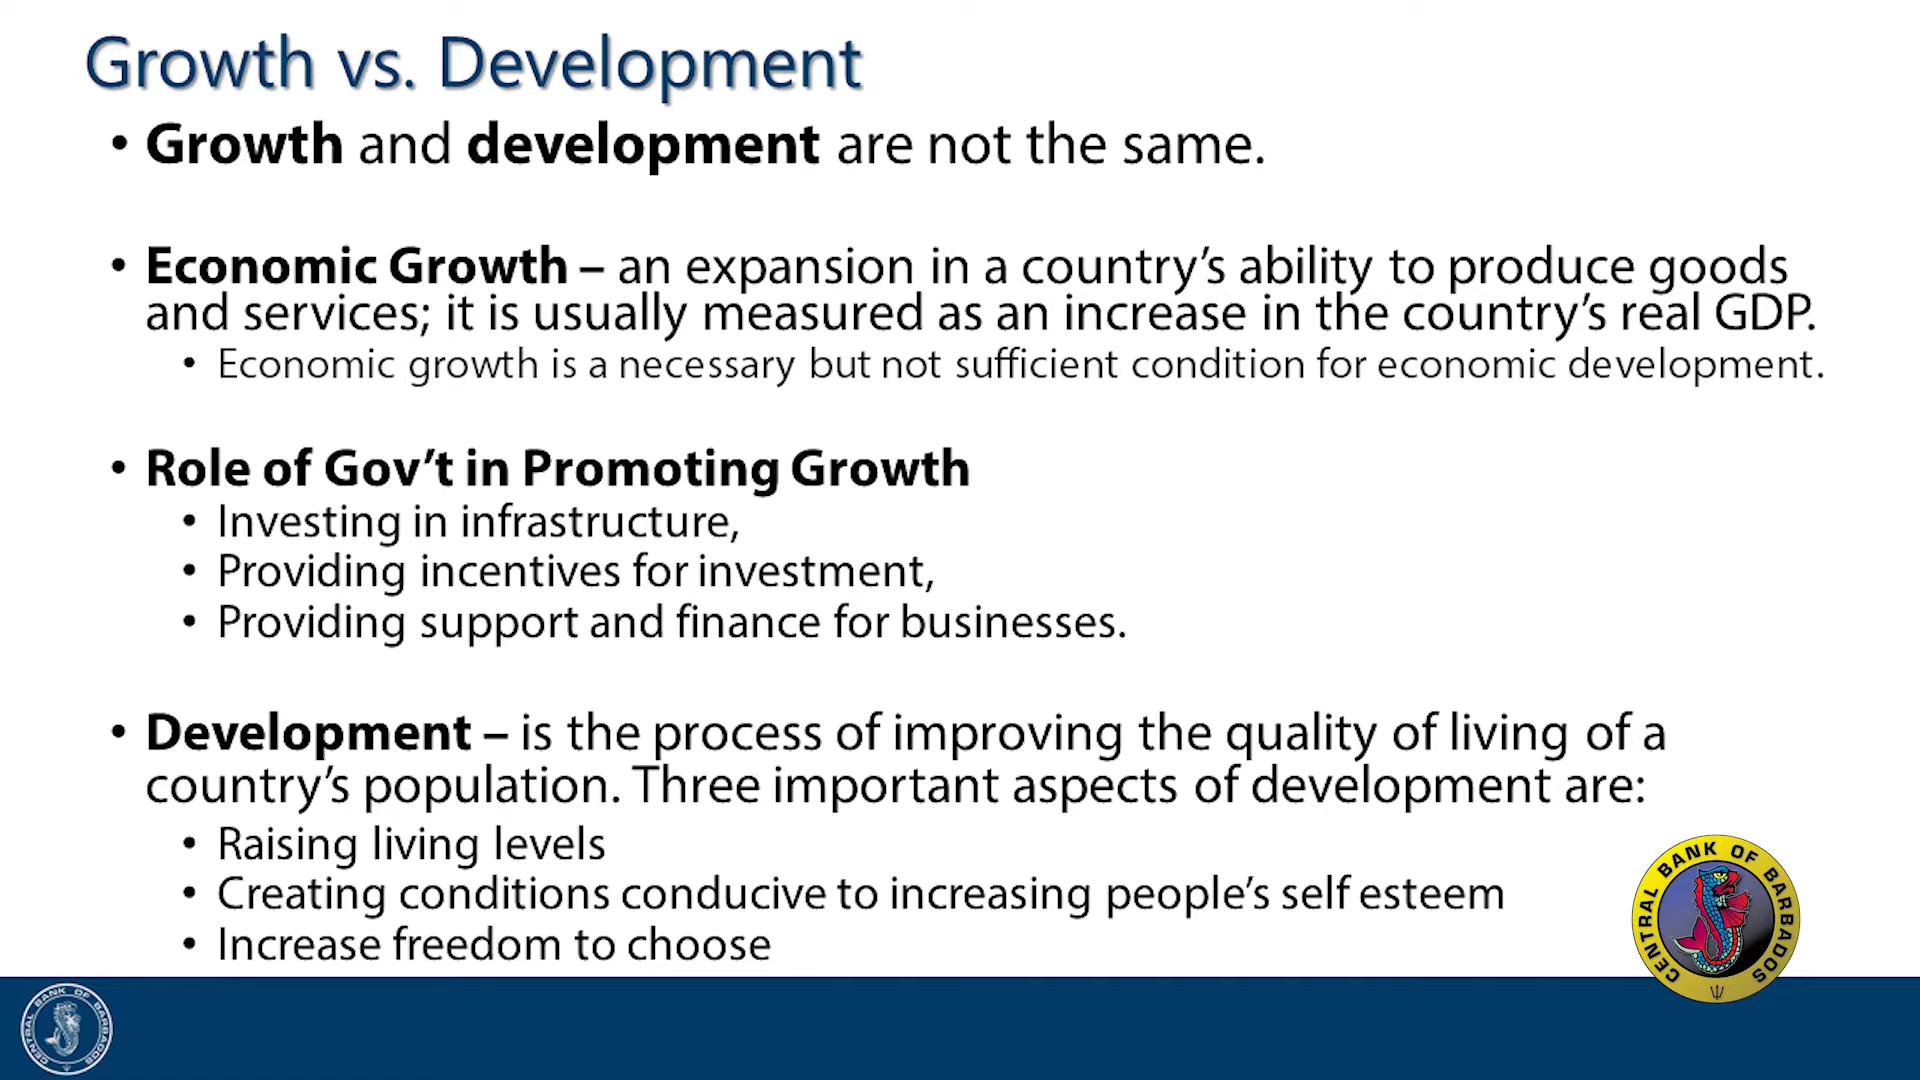 Growth vs. Development
• Growth and development are not the same.
• Economic Growth – an expansion in a country’s ability to produce goods
and services; it is usually measured as an increase in the country’s real GDP.
• Economic growth is a necessary but not sufficient condition for economic development.
• Role of Gov’t in Promoting Growth
• Investing in infrastructure,
• Providing incentives for investment,
• Providing support and finance for businesses.
• Development – is the process of improving the quality of living of a
country’s population. Three important aspects of development are:
• Raising living levels
• Creating conditions conducive to increasing people’s self esteem
• Increase freedom to choose
CENTRAL BANK OF BARBADOS
CENTRAL BANK OF BARBADOS